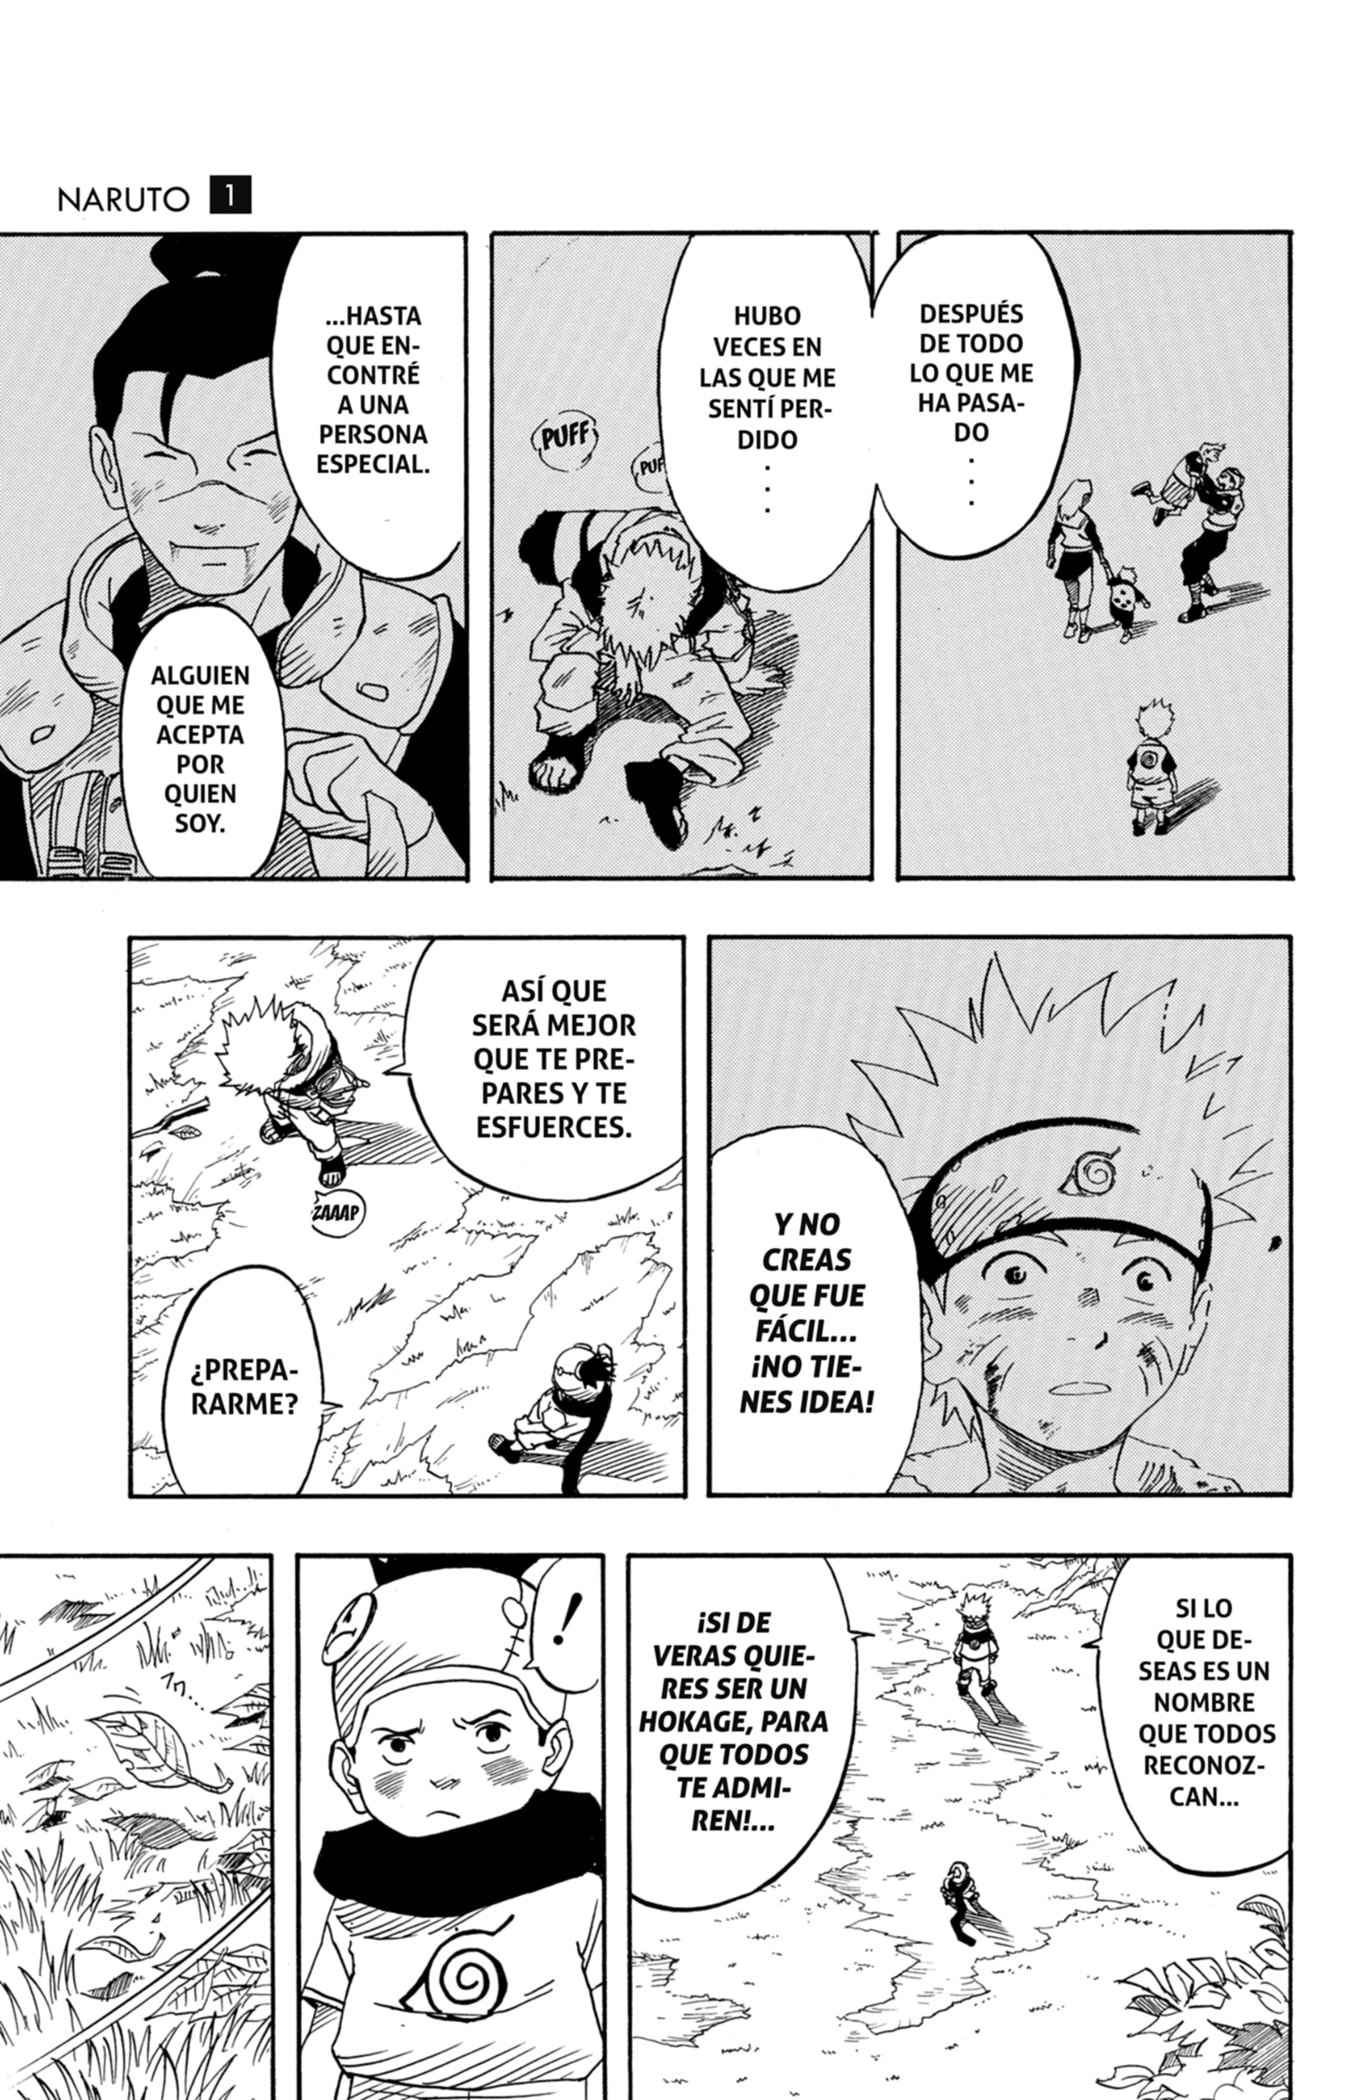 NARUTO 1
DESPUÉS
DE TODO
LO QUE ME
HA PASA-
DO
.
.
.
HUBO
VECES EN
LAS QUE ME
SENTÍ PER-
DIDO
.
.
.
PUFF
PUF
...HASTA
QUE EN-
CONTRÉ
A UNA
PERSONA
ESPECIAL.
ALGUIEN
QUE ME
ACEPTA
POR
QUIEN
SOY.
Y NO
CREAS
QUE FUE
FÁCIL...
¡NO TIE-
NES IDEA!
ASÍ QUE
SERÁ MEJOR
QUE TE PRE-
PARES Y TE
ESFUERCES.
ZAAAP
¿PREPA-
RARME?
SI LO
QUE DE-
SEAS ES UN
NOMBRE
QUE TODOS
RECONOZ-
CAN...
¡SI DE
VERAS QUIE-
RES SER UN
HOKAGE, PARA
QUE TODOS
TE ADMI-
REN!...
!